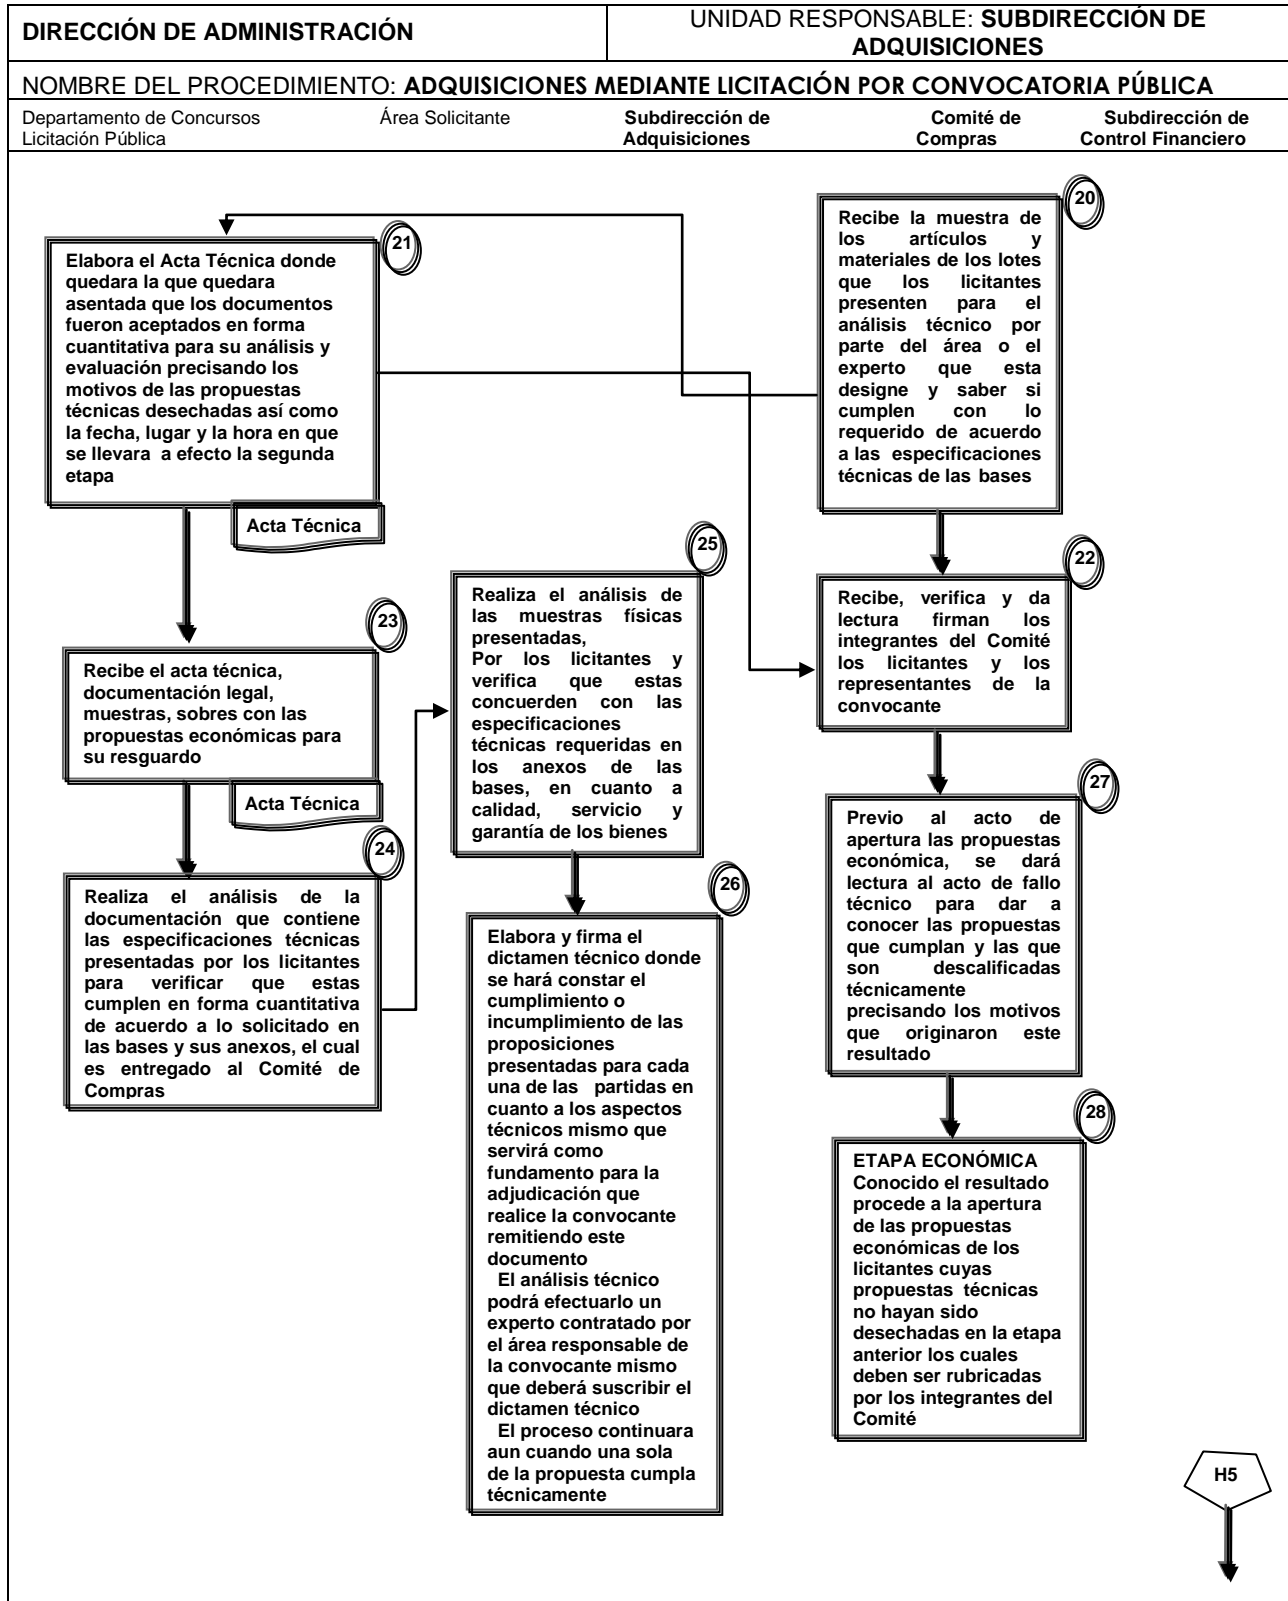 DIRECCIÓN DE ADMINISTRACIÓN
UNIDAD RESPONSABLE: SUBDIRECCIÓN DE
ADQUISICIONES
NOMBRE DEL PROCEDIMIENTO: ADQUISICIONES MEDIANTE LICITACIÓN POR CONVOCATORIA PÚBLICA
Departamento de Concursos
Licitación Pública
Área Solicitante
Subdirección de
Adquisiciones
Comité de
Compras
Subdirección de
Control Financiero
20
Recibe la muestra de
los artículos y
materiales de los lotes
que los licitantes
presenten para el
análisis técnico por
parte del área o el
experto que esta
designe y saber si
cumplen con lo
requerido de acuerdo
a las especificaciones
técnicas de las bases
21
Elabora el Acta Técnica donde
quedara la que quedara
asentada que los documentos
fueron aceptados en forma
cuantitativa para su análisis y
evaluación precisando los
motivos de las propuestas
técnicas desechadas así como
la fecha, lugar y la hora en que
se llevara a efecto la segunda
etapa
Acta Técnica
22
Recibe, verifica y da
lectura firman los
integrantes del Comité
los licitantes y los
representantes de la
convocante
23
Recibe el acta técnica,
documentación legal,
muestras, sobres con las
propuestas económicas para
su resguardo
Acta Técnica
24
Realiza el análisis de la
documentación que contiene
las especificaciones técnicas
presentadas por los licitantes
para verificar que estas
cumplen en forma cuantitativa
de acuerdo a lo solicitado en
las bases y sus anexos, el cual
es entregado al Comité de
Compras
25
Realiza el análisis de
las muestras físicas
presentadas,
Por los licitantes y
verifica que estas
concuerden con las
especificaciones
técnicas requeridas en
los anexos de las
bases, en cuanto a
calidad, servicio y
garantía de los bienes
26
Elabora y firma el
dictamen técnico donde
se hará constar el
cumplimiento o
incumplimiento de las
proposiciones
presentadas para cada
una de las partidas en
cuanto a los aspectos
técnicos mismo que
servirá como
fundamento para la
adjudicación que
realice la convocante
remitiendo este
documento
El análisis técnico
podrá efectuarlo un
experto contratado por
el área responsable de
la convocante mismo
que deberá suscribir el
dictamen técnico
El proceso continuara
aun cuando una sola
de la propuesta cumpla
técnicamente
27
Previo al acto de
apertura las propuestas
económica, se dará
lectura al acto de fallo
técnico para dar a
conocer las propuestas
que cumplan y las que
son descalificadas
técnicamente
precisando los motivos
que originaron este
resultado
28
ETAPA ECONÓMICA
Conocido el resultado
procede a la apertura
de las propuestas
económicas de los
licitantes cuyas
propuestas técnicas
no hayan sido
desechadas en la etapa
anterior los cuales
deben ser rubricadas
por los integrantes del
Comité
H5